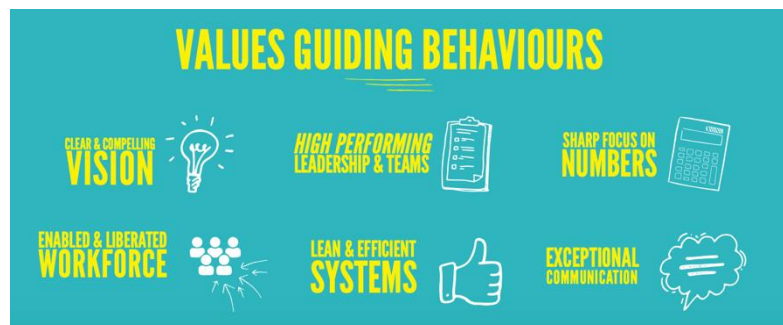 VALUES GUIDING BEHAVIOURS
CLEAR & COMPELLING
VISION
HIGH PERFORMING
LEADERSHIP & TEAMS
SHARP FOCUS ON
NUMBERS
ENABLED & LIBERATED
WORKFORCE
LEAN & EFFICIENT
SYSTEMS
EXCEPTIONAL
COMMUNICATION